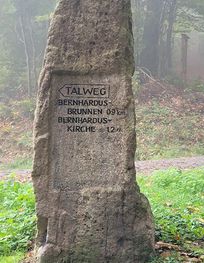 TALWEG
BERNHARDUS-
BRUNNEN 0.9 km
BERNHARDUS-
KIRCHE 1.2 km